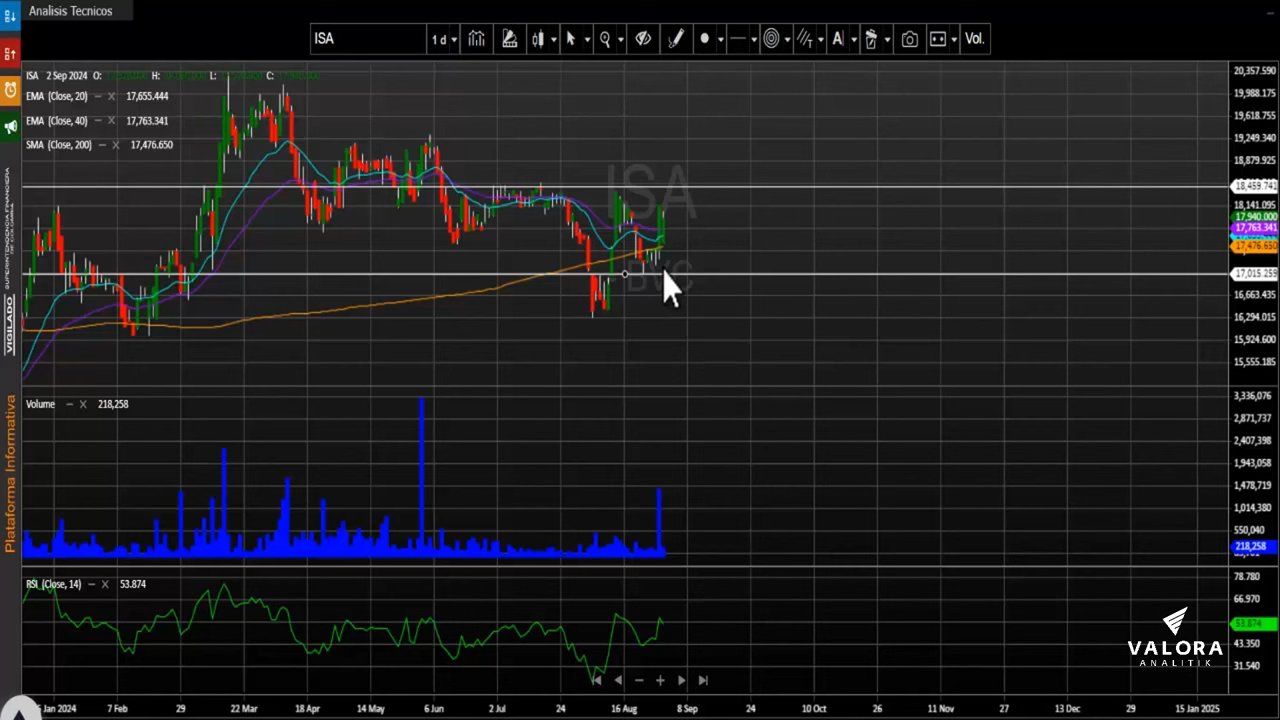 Analisis Tecnicos
ISA
1 d
A
Vol.
ISA 2 Sep 2024 O: H: L: C:
EMA (Close, 20) 17,655.444
EMA (Close, 40) 17,763.341
SMA (Close, 200) 17,476.650
ISA
BVC
20,357.590
19,988.175
19,618.755
19,249.340
18,879.925
18,459.741
18,141.095
17,940.000
17,763.341
17,476.650
17,015.259
16,663.435
16,294.015
15,924.600
15,555.185
Volume 218,258
3,336,076
2,871,737
2,407,398
1,943,058
1,478,719
1,014,380
550,040
218,258
RSI (Close, 14) 53.874
78.780
66.970
53.874
43.350
31.540
VALORA
ANALITIK
Jan 2024
7 Feb
29
22 Mar
18 Apr
14 May
6 Jun
2 Jul
24
16 Aug
8 Sep
24
10 Oct
26
11 Nov
27
13 Dec
29
15 Jan 2025
VIGILADO
SUPERINTENDENCIA FINANCIERA
DE COLOMBIA
Plataforma Informativa